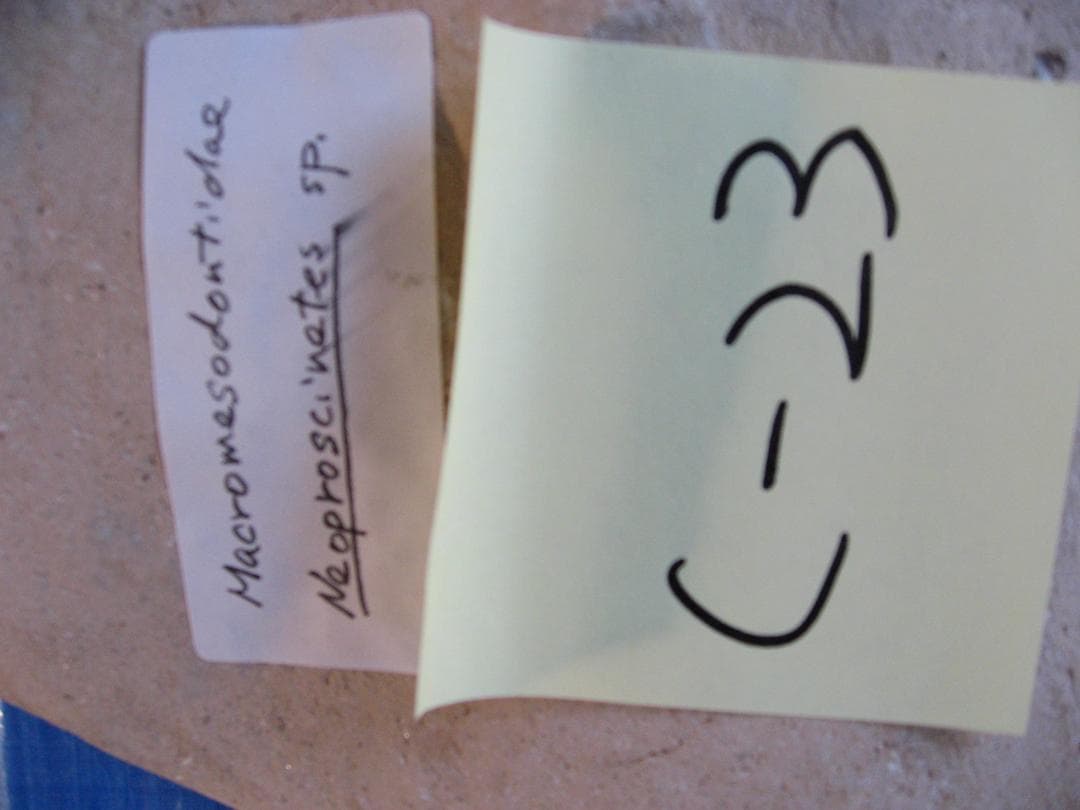 Macromesodontidae
Neoproscinetes sp.
C-23